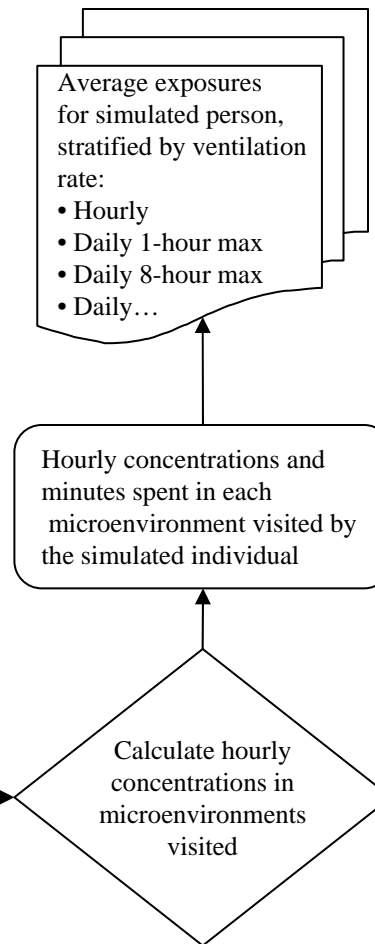 Average exposures
for simulated person,
stratified by ventilation
rate:
• Hourly
• Daily 1-hour max
• Daily 8-hour max
• Daily…
Hourly concentrations and
minutes spent in each
microenvironment visited by
the simulated individual
Calculate hourly
concentrations in
microenvironments
visited